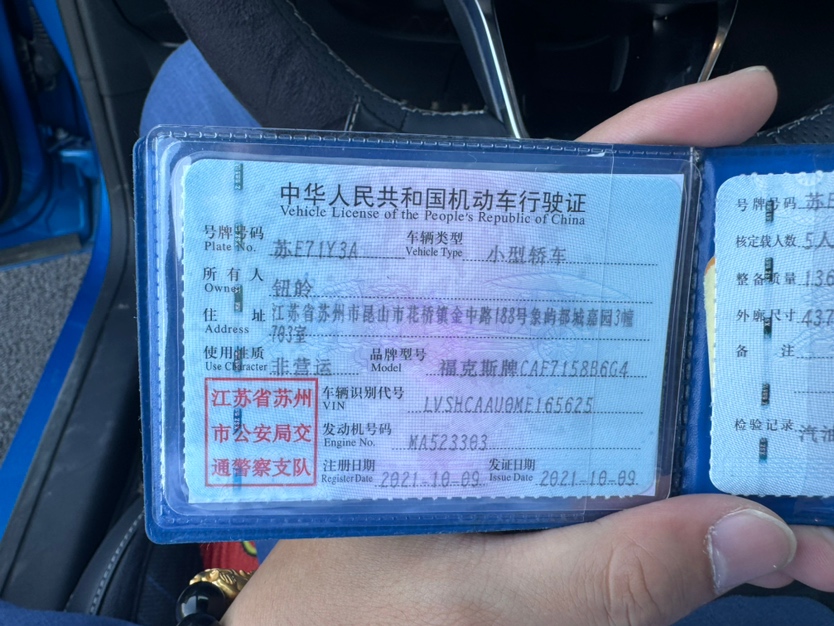 中华人民共和国机动车行驶证
Vehicle License of the People's Republic of China
号牌号码 Plate No. 苏E71Y3A 车辆类型 Vehicle Type 小型轿车
所有人 Owner 钮龄
住址 Address 江苏省苏州市昆山市花桥镇金中路188号象屿都城嘉园3幢
703室
使用性质 Use Character 非营运 品牌型号 Model 福克斯牌CAF7158B6G4
江苏省苏州
市公安局交
通警察支队
车辆识别代号 VIN LVSHCAAU0ME165625
发动机号码 Engine No. MA523303
注册日期 Register Date 2021-10-09 发证日期 Issue Date 2021-10-09
号牌号码 苏E
核定载人数 5人
整备质量 136
外廓尺寸 437
备注
检验记录 汽油